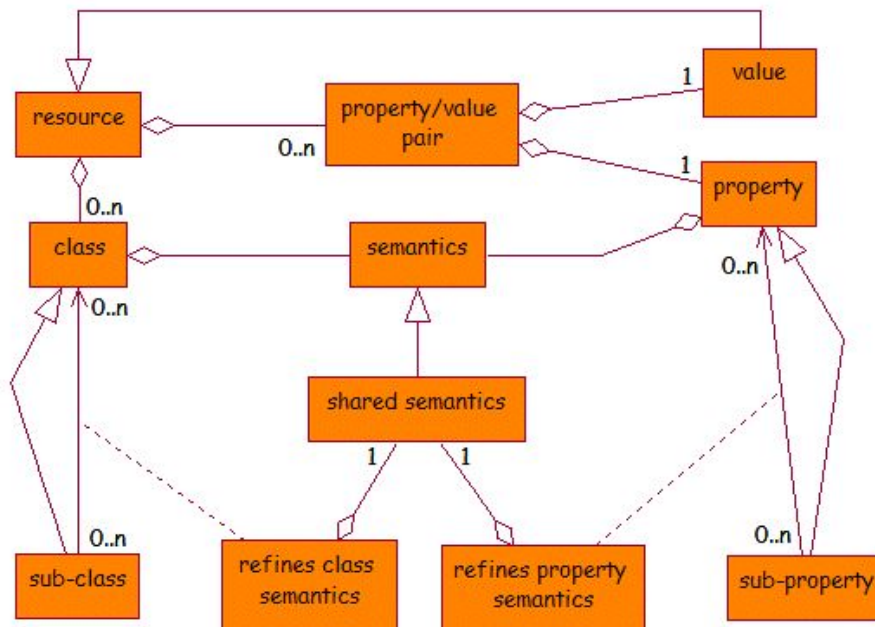 value
1
resource
property/value
pair
0..n
1
property
0..n
class
semantics
0..n
0..n
shared semantics
1
1
0..n
0..n
sub-class
refines class
semantics
refines property
semantics
sub-property